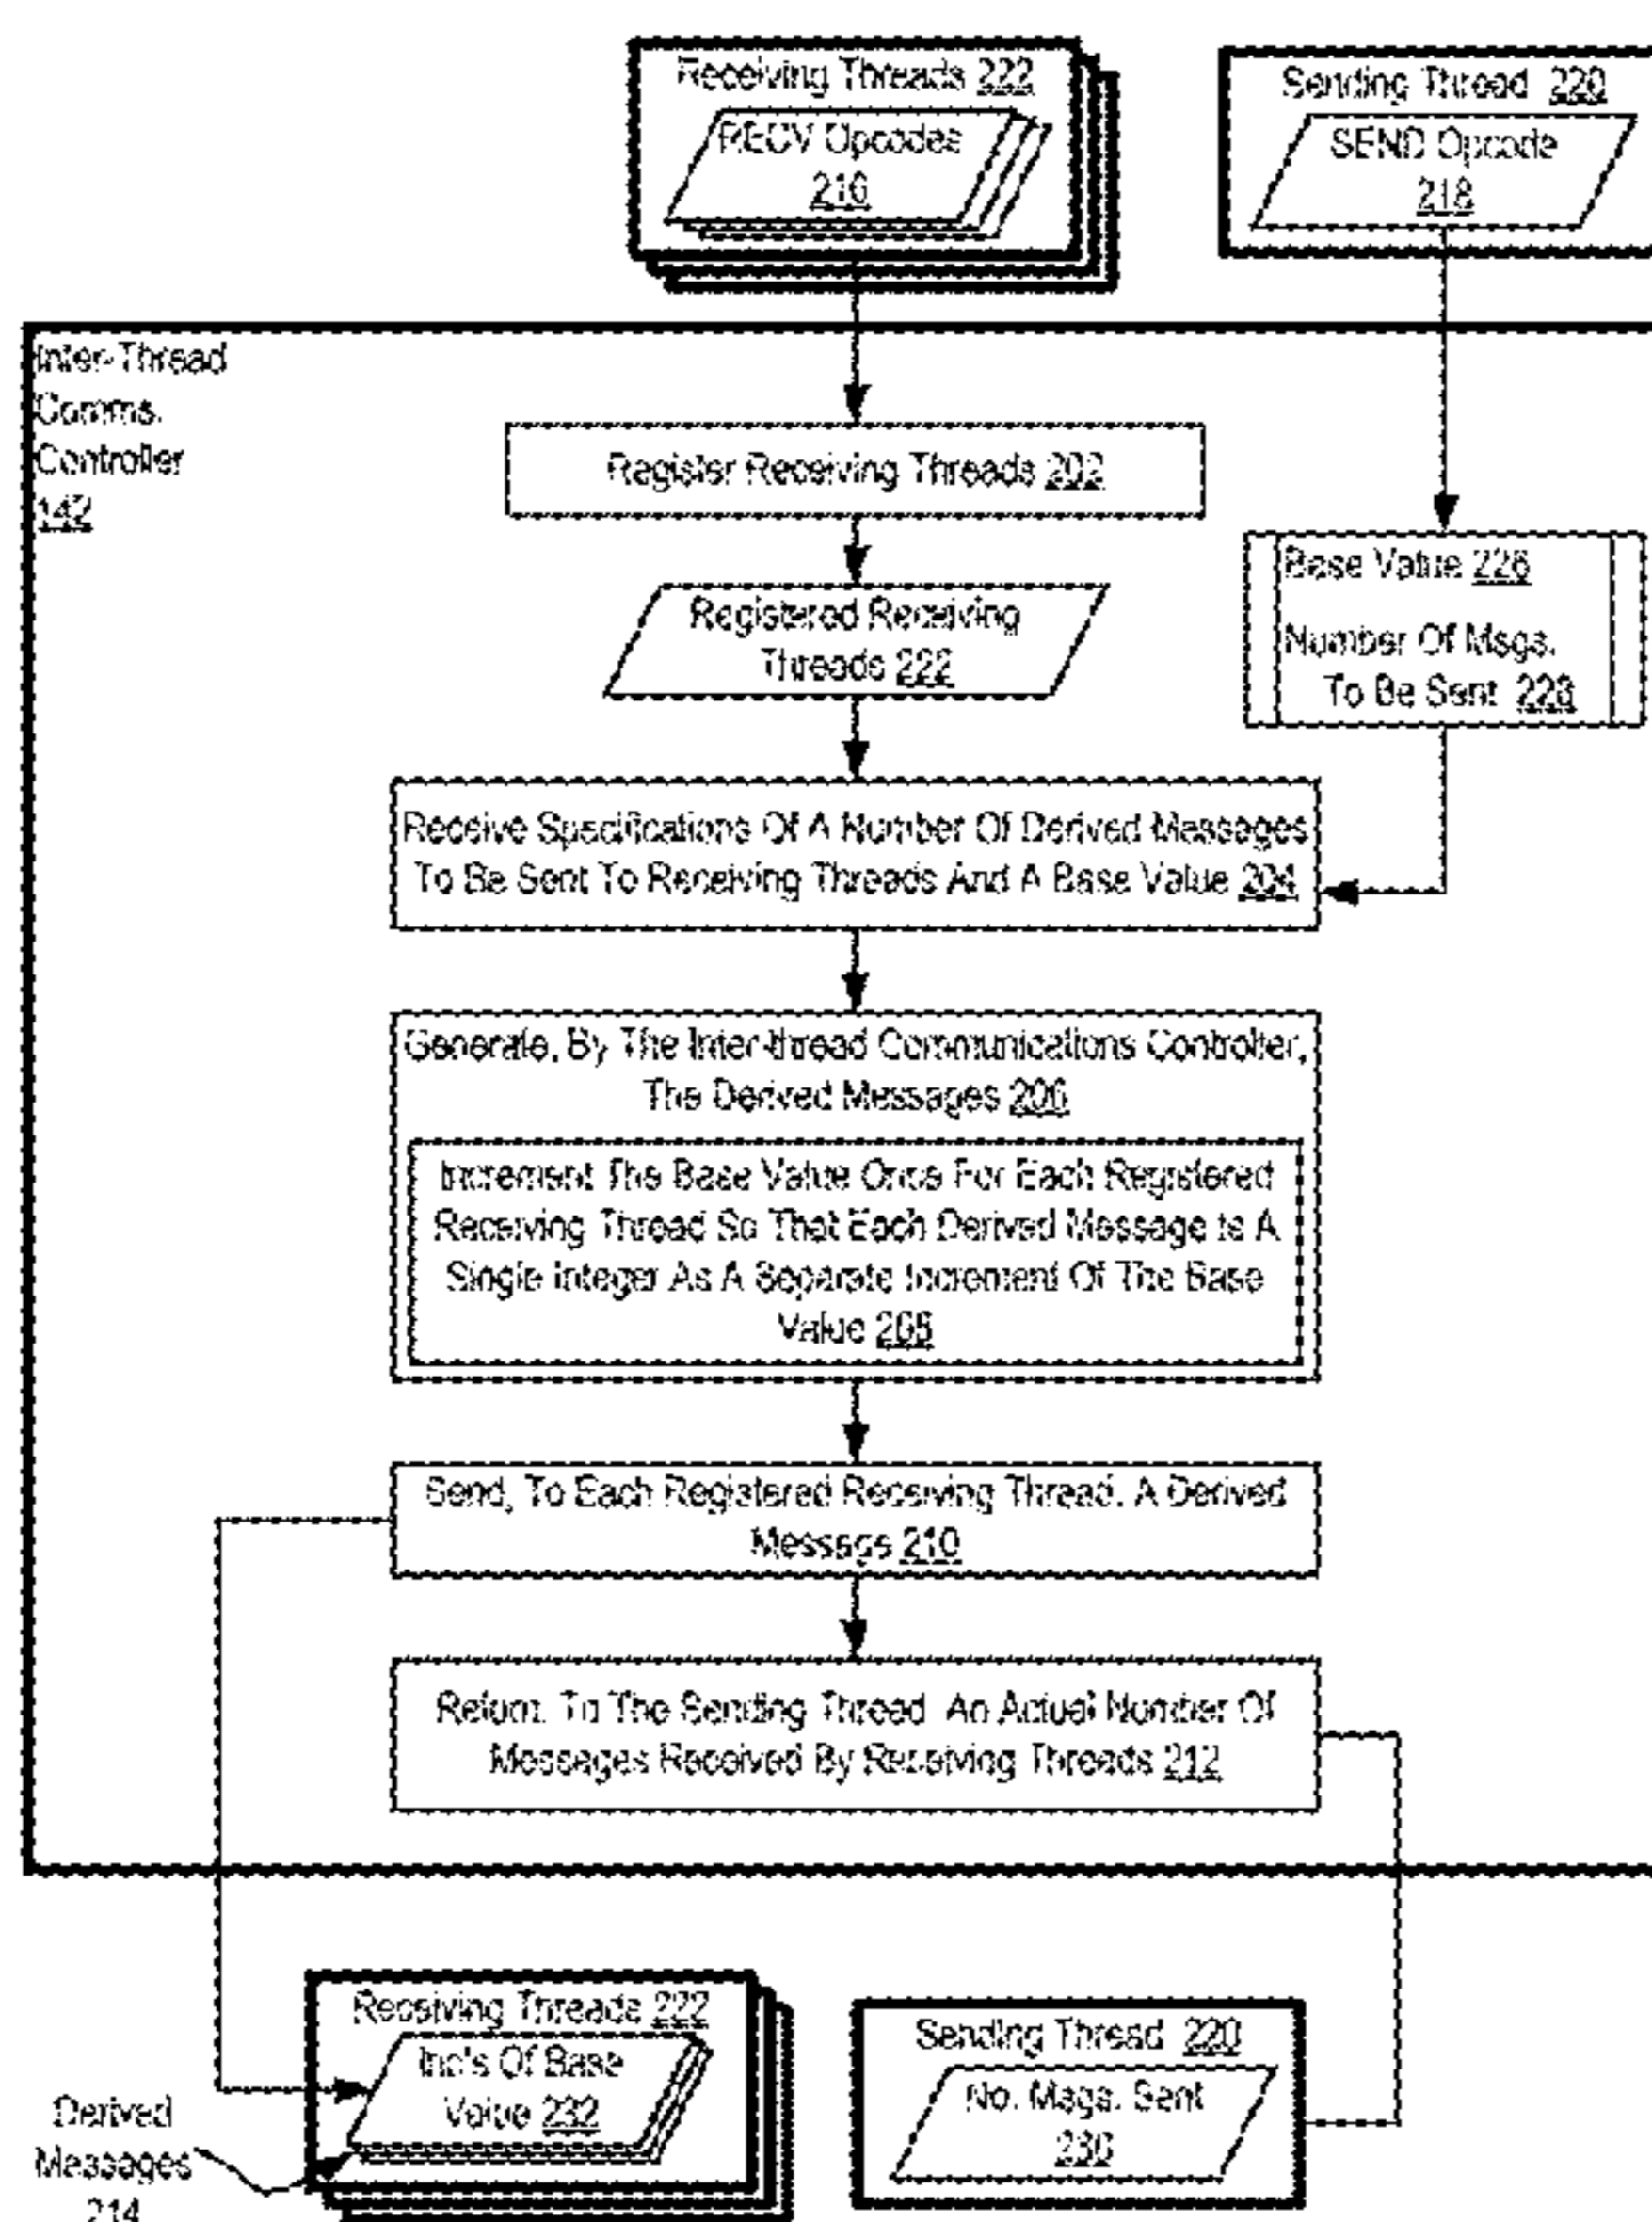 Receiving Threads 222
RECV Opcodes
216
Sending Thread 220
SEND Opcode
218
Inter-Thread
Comms.
Controller
142
Register Receiving Threads 202
Registered Receiving
Threads 222
Base Value 226
Number Of Msgs.
To Be Sent 228
Receive Specifications Of A Number Of Derived Messages
To Be Sent To Receiving Threads And A Base Value 204
Generate, By The Inter-thread Communications Controller,
The Derived Messages 206
Increment The Base Value Once For Each Registered
Receiving Thread So That Each Derived Message Is A
Single Integer As A Separate Increment Of The Base
Value 208
Send, To Each Registered Receiving Thread, A Derived
Message 210
Return, To The Sending Thread, An Actual Number Of
Messages Received By Receiving Threads 212
Receiving Threads 222
Inc's Of Base
Value 232
Sending Thread 220
No. Msgs. Sent
230
Derived
Messages
214